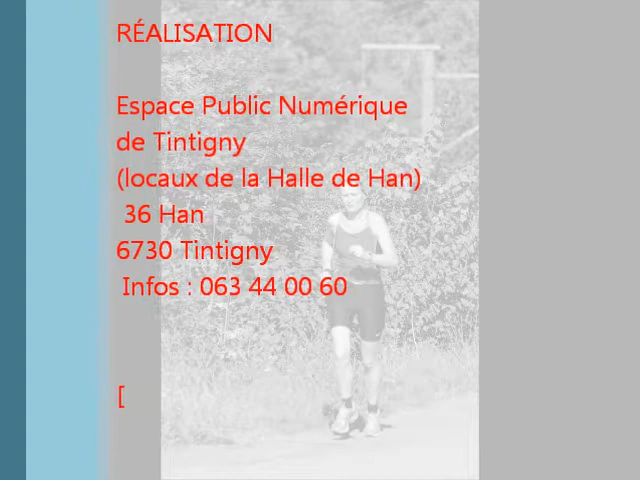 RÉALISATION
Espace Public Numérique
de Tintigny
(locaux de la Halle de Han)
36 Han
6730 Tintigny
Infos : 063 44 00 60
[